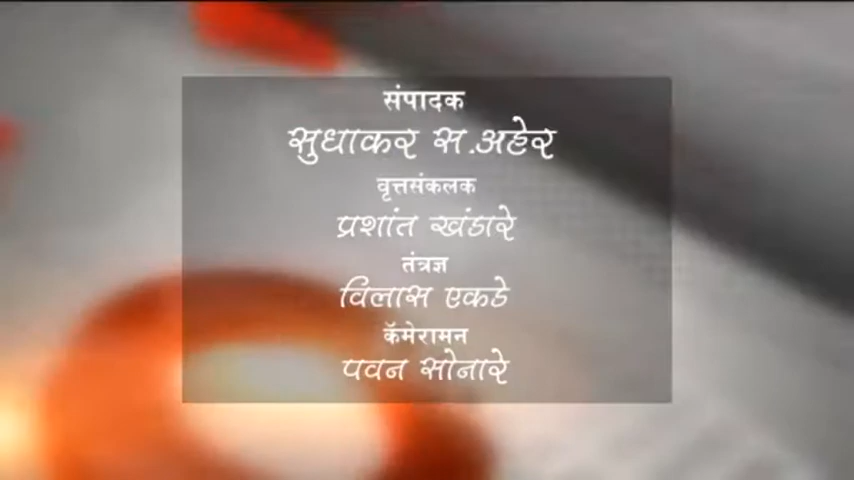 संपादक
सुधाकर स.अहेर
वृत्तसंकलक
प्रशांत खंडारे
तंत्रज्ञ
विलास एकडे
कॅमेरामन
पवन सोनारे